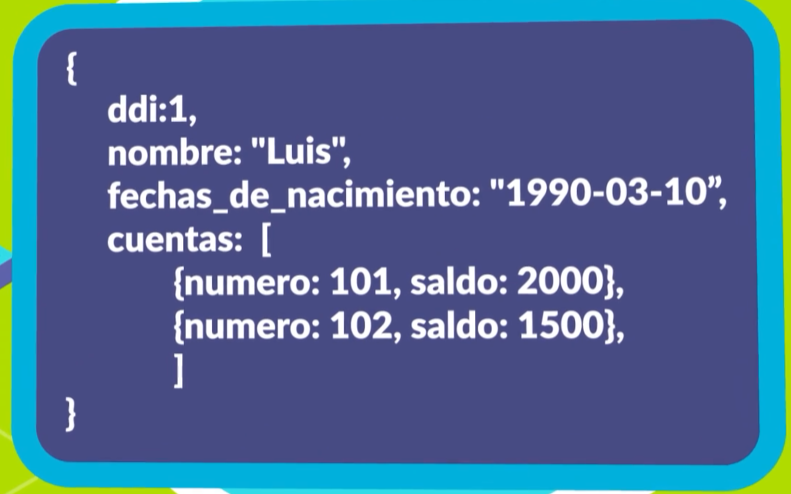 {
ddi:1,
nombre: "Luis",
fechas_de_nacimiento: "1990-03-10”,
cuentas: [
{numero: 101, saldo: 2000},
{numero: 102, saldo: 1500},
]
}